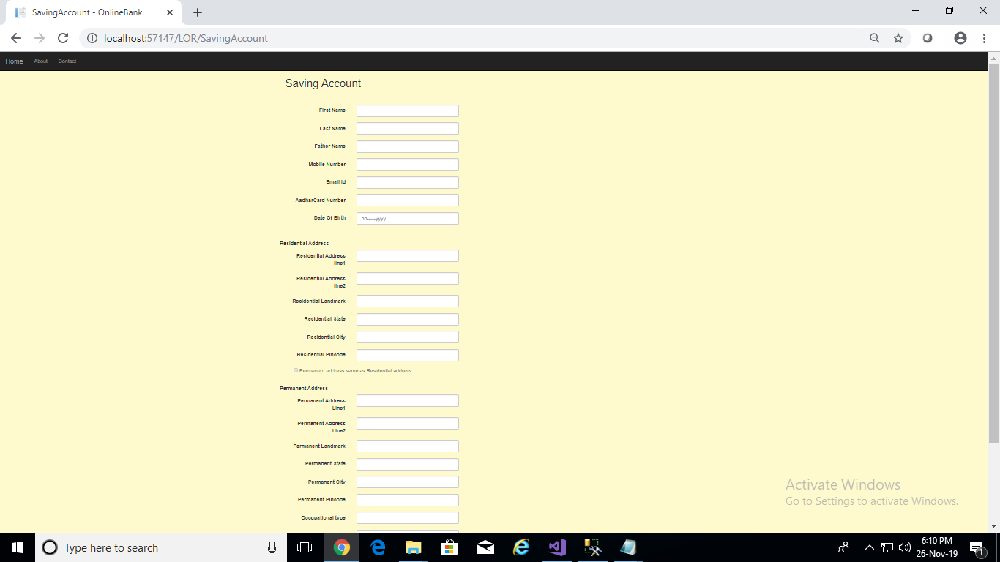 SavingAccount - OnlineBank
localhost:57147/LOR/SavingAccount
Home About Contact
Saving Account
First Name
Last Name
Father Name
Mobile Number
Email Id
AadharCard Number
Date Of Birth dd-----yyyy
Residential Address
Residential Address
line1
Residential Address
line2
Residential Landmark
Residential State
Residential City
Residential Pincode
Permanent address same as Residential address
Permanent Address
Permanent Address
Line1
Permanent Address
Line2
Permanent Landmark
Permanent State
Permanent City
Permanent Pincode
Occupational type
Activate Windows
Go to Settings to activate Windows.
Type here to search
6:10 PM
26-Nov-19
1